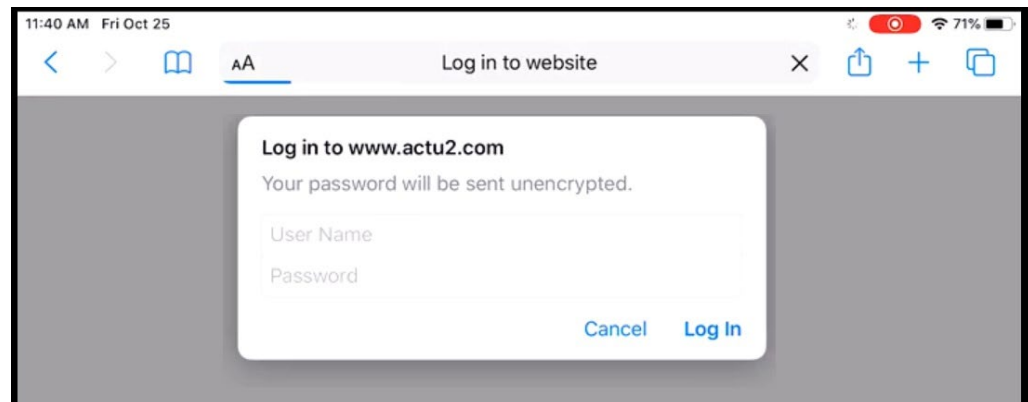 11:40 AM Fri Oct 25 71%
AA Log in to website
Log in to www.actu2.com
Your password will be sent unencrypted.
User Name
Password
Cancel Log In